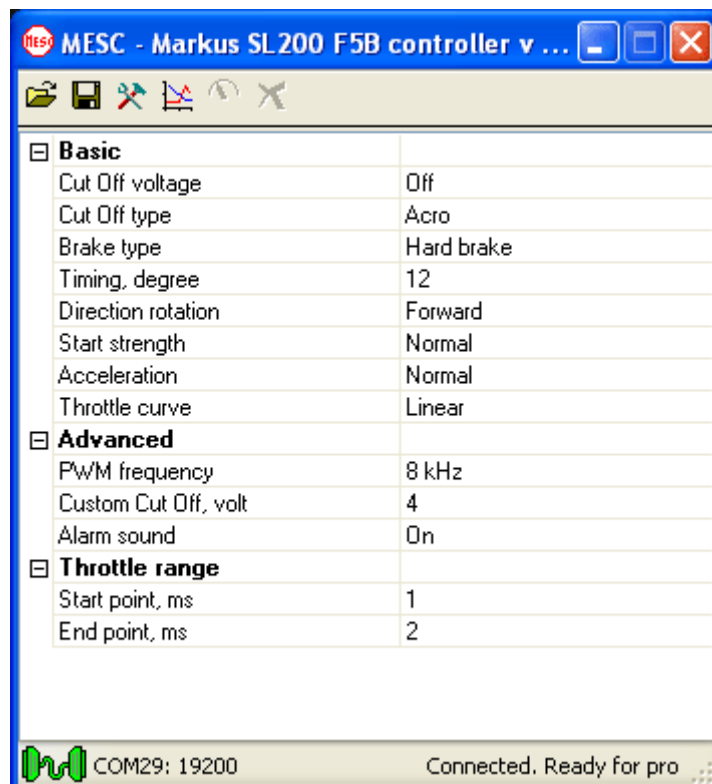 MESC - Markus SL200 F5B controller v ...
Basic
Cut Off voltage Off
Cut Off type Acro
Brake type Hard brake
Timing, degree 12
Direction rotation Forward
Start strength Normal
Acceleration Normal
Throttle curve Linear
Advanced
PWM frequency 8 kHz
Custom Cut Off, volt 4
Alarm sound On
Throttle range
Start point, ms 1
End point, ms 2
COM29: 19200 Connected. Ready for pro